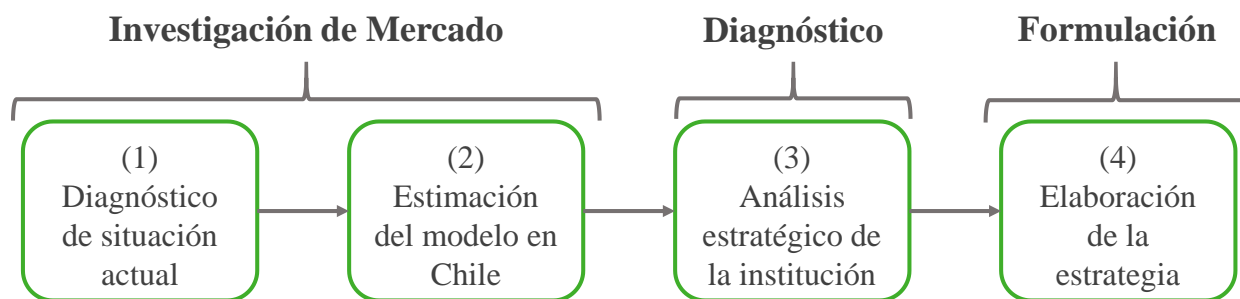 Investigación de Mercado
Diagnóstico
Formulación
(1)
Diagnóstico
de situación
actual
(2)
Estimación
del modelo en
Chile
(3)
Análisis
estratégico de
la institución
(4)
Elaboración
de la
estrategia